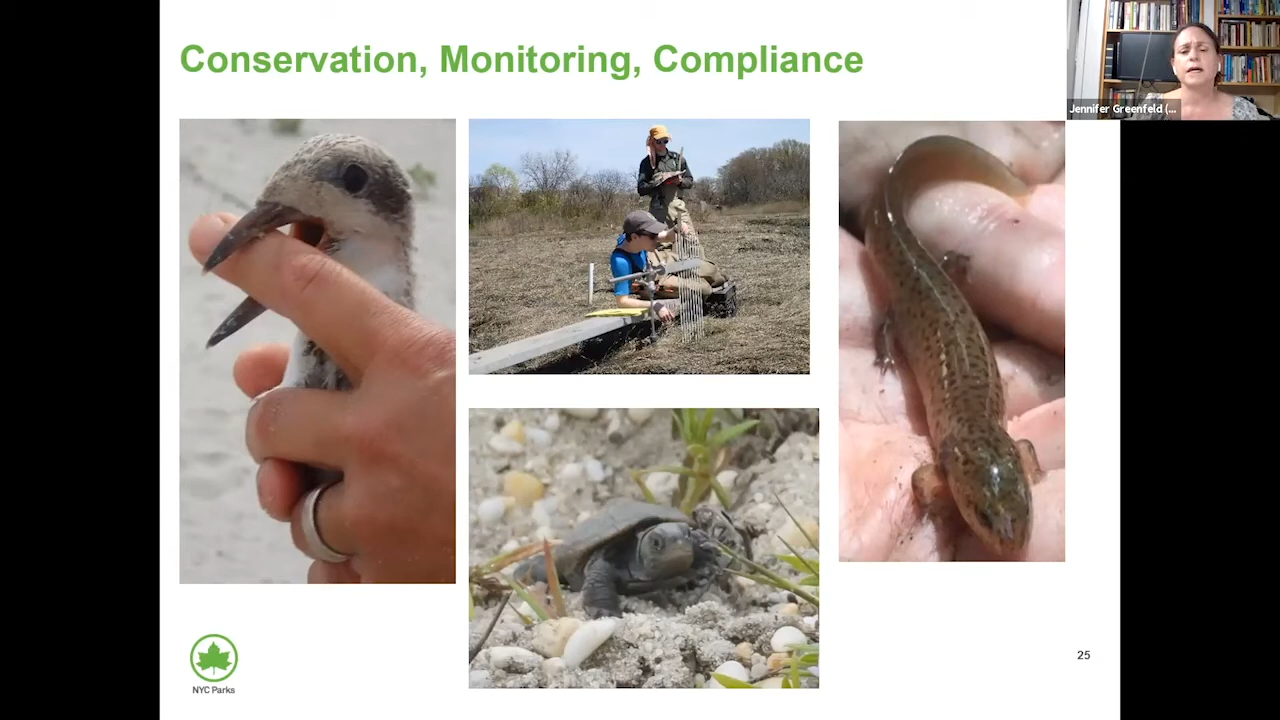 Conservation, Monitoring, Compliance
Jennifer Greenfeld (...
NYC Parks
25